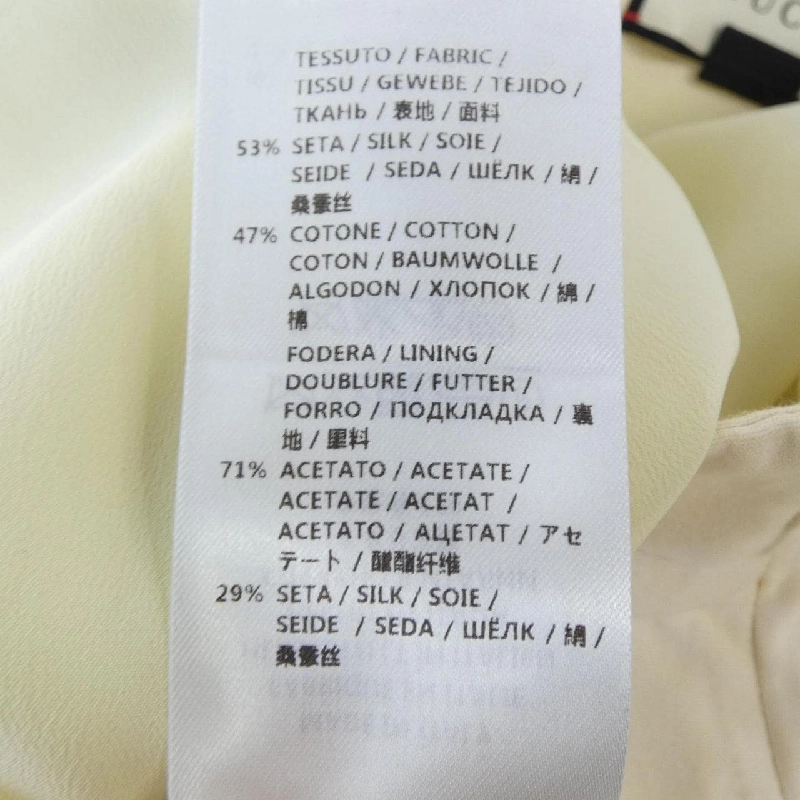 UC
TESSUTO / FABRIC /
TISSU / GEWEBE / TEJIDO /
ТКАНЬ / 表地 / 面料
53% SETA / SILK / SOIE /
SEIDE / SEDA / ШЁЛК / 絹 /
桑蚕丝
47% COTONE / COTTON /
COTON / BAUMWOLLE /
ALGODON / ХЛОПОК / 綿 /
棉
FODERA / LINING /
DOUBLURE / FUTTER /
FORRO / ПОДКЛАДКА / 裏
地 / 里料
71% ACETATO / ACETATE /
ACETATE / ACETAT /
ACETATO / АЦЕТАТ / アセ
テート / 醋酯纤维
29% SETA / SILK / SOIE /
SEIDE / SEDA / ШЁЛК / 絹 /
桑蚕丝